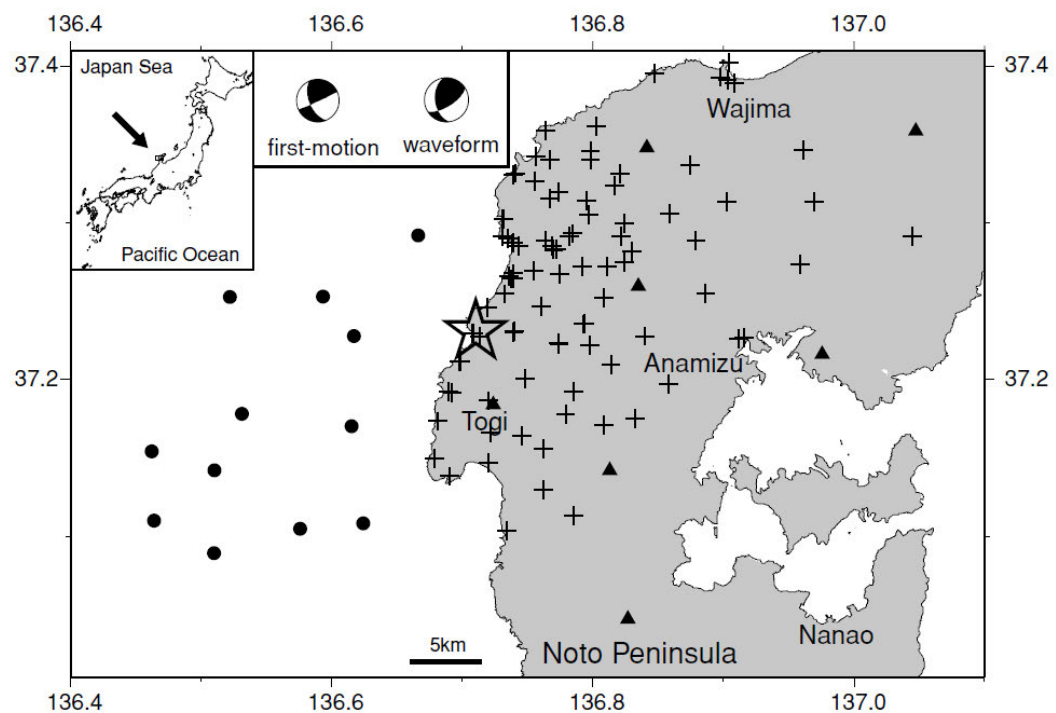 136.4 136.6 136.8 137.0
37.4 37.4
Japan Sea
Pacific Ocean
first-motion waveform
Wajima
Anamizu
37.2 37.2
Togi
5km
Noto Peninsula
Nanao
136.4 136.6 136.8 137.0